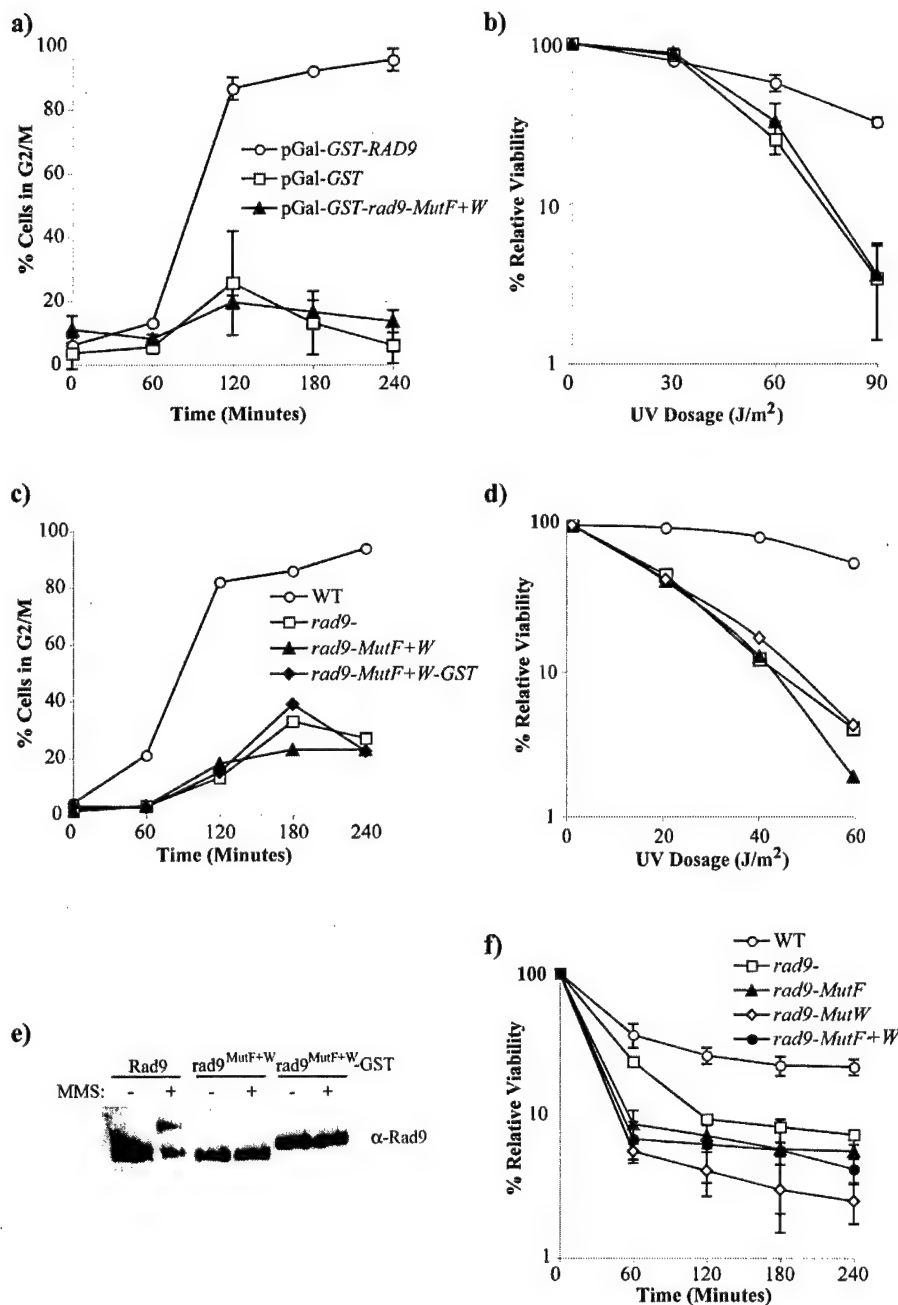 a)
% Cells in G2/M
100
80
60
40
20
0
0 60 120 180 240
Time (Minutes)
pGal-GST-RAD9
pGal-GST
pGal-GST-rad9-MutF+W
b)
% Relative Viability
100
10
1
0 30 60 90
UV Dosage (J/m²)
c)
% Cells in G2/M
100
80
60
40
20
0
0 60 120 180 240
Time (Minutes)
WT
rad9-
rad9-MutF+W
rad9-MutF+W-GST
d)
% Relative Viability
100
10
1
0 20 40 60
UV Dosage (J/m²)
e)
Rad9 rad9MutF+W rad9MutF+W-GST
MMS: - + - + - +
α-Rad9
f)
% Relative Viability
100
10
1
0 60 120 180 240
Time (Minutes)
WT
rad9-
rad9-MutF
rad9-MutW
rad9-MutF+W